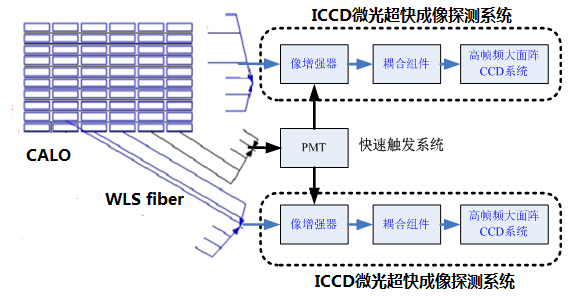 ICCD微光超快成像探测系统
像增强器
耦合组件
高帧频大面阵
CCD系统
CALO
PMT
快速触发系统
WLS fiber
像增强器
耦合组件
高帧频大面阵
CCD系统
ICCD微光超快成像探测系统